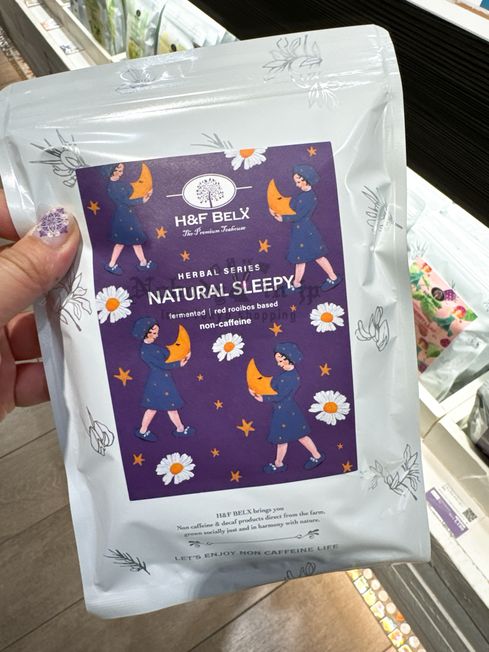 H&F BELX
The Premium Teahouse
HERBAL SERIES
NATURAL SLEEPY
fermented | red rooibos based
non-caffeine
H&F BELX brings you
Non caffeine & decaf products direct from the farm,
grown socially just and in harmony with nature.
LET'S ENJOY NON CAFFEINE LIFE